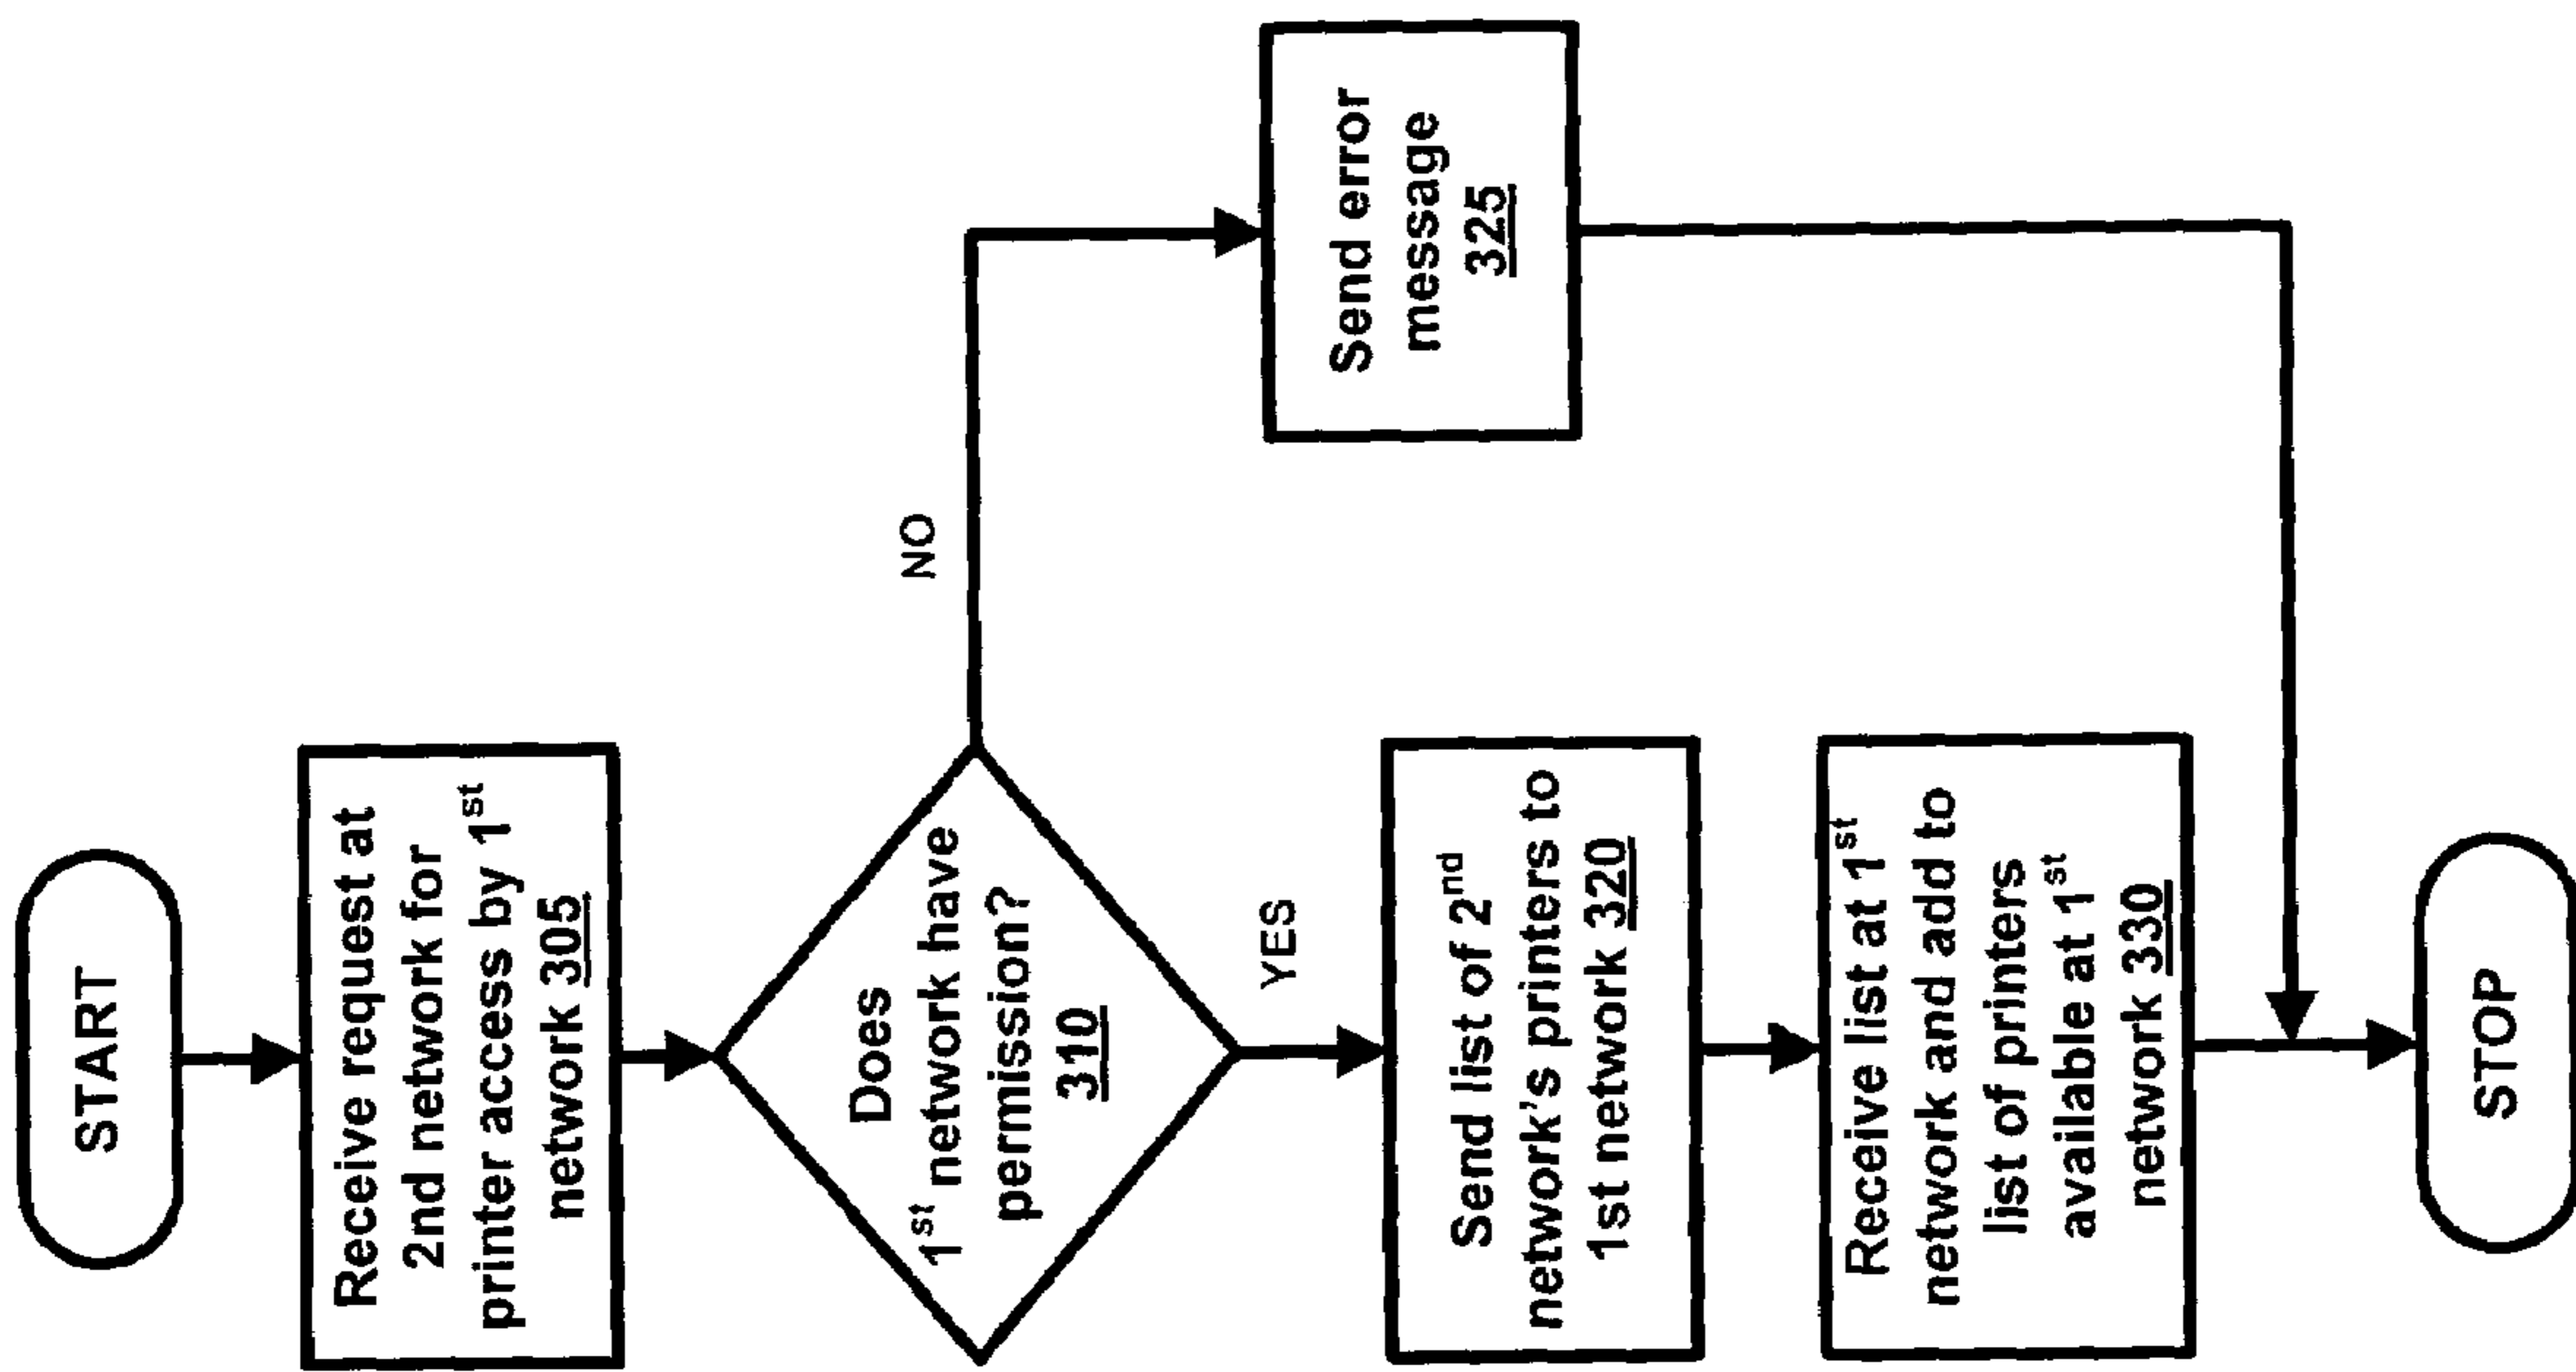 START
Receive request at
2nd network for
printer access by 1st
network 305
Does
1st network have
permission?
310
NO
YES
Send error
message
325
Send list of 2nd
network's printers to
1st network 320
Receive list at 1st
network and add to
list of printers
available at 1st
network 330
STOP